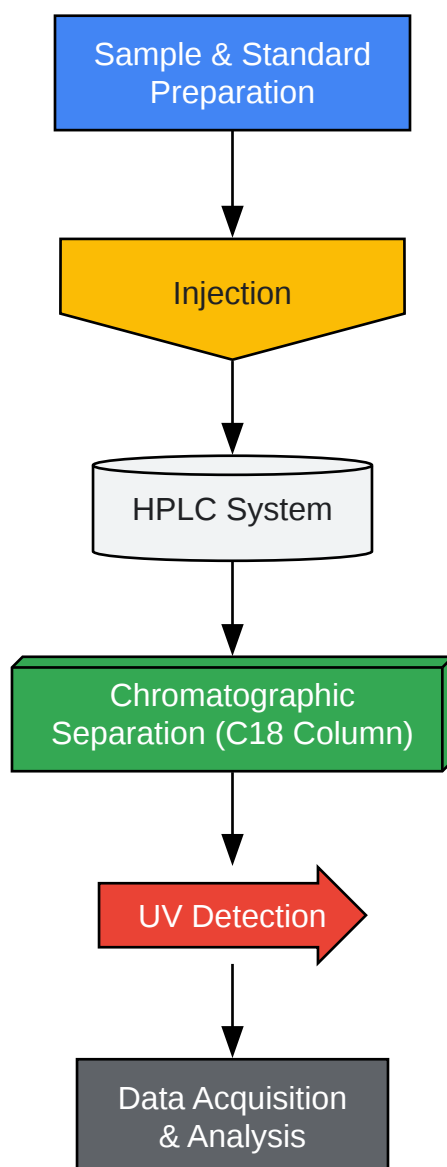 Sample & Standard
Preparation
Injection
HPLC System
Chromatographic
Separation (C18 Column)
UV Detection
Data Acquisition
& Analysis